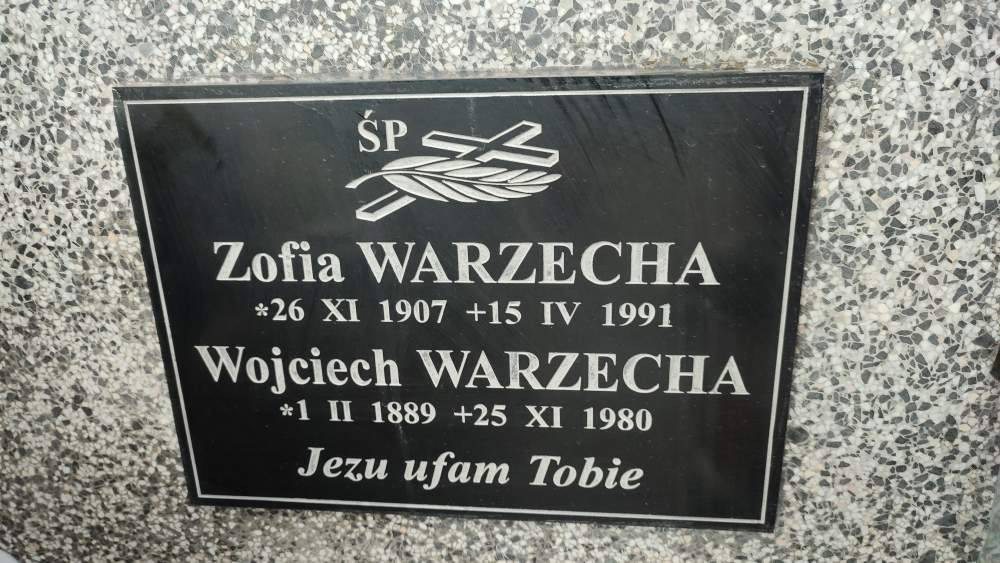 ŚP
Zofia WARZECHA
*26 XI 1907 +15 IV 1991
Wojciech WARZECHA
*1 II 1889 +25 XI 1980
Jezu ufam Tobie